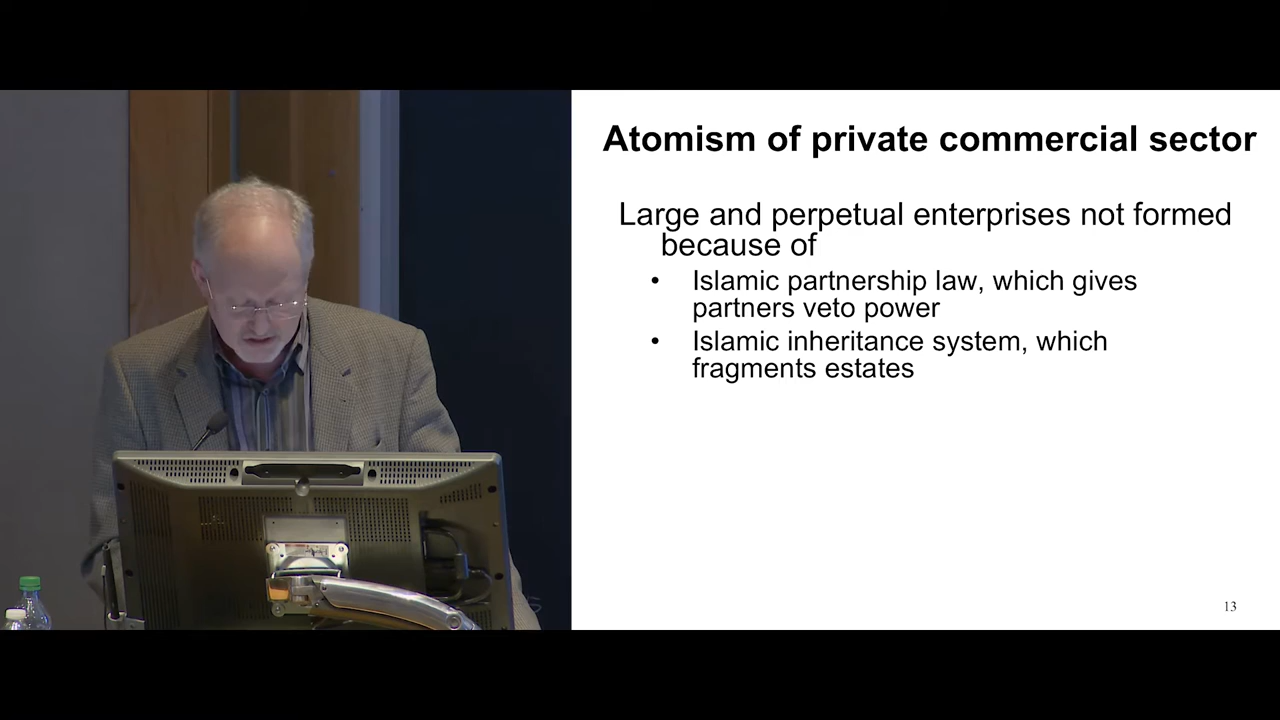 Atomism of private commercial sector
Large and perpetual enterprises not formed
because of
• Islamic partnership law, which gives
partners veto power
• Islamic inheritance system, which
fragments estates
13